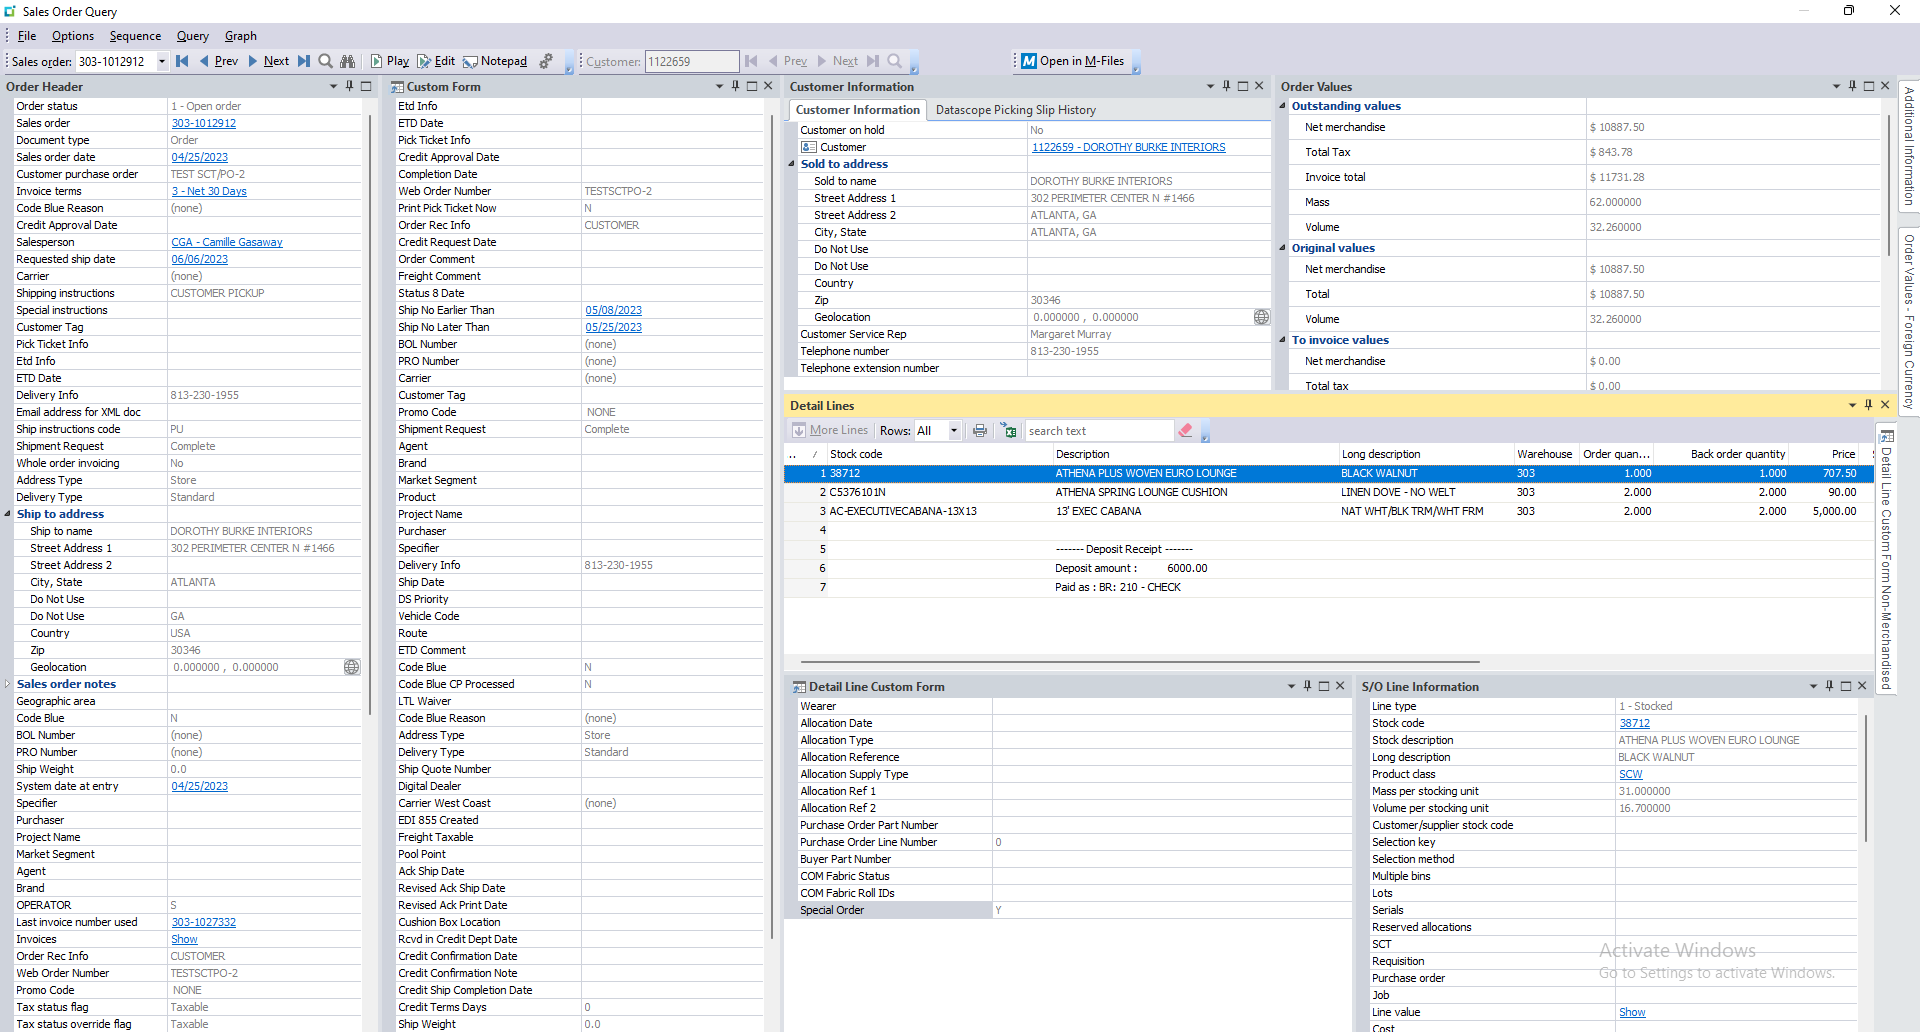 Sales Order Query
File Options Sequence Query Graph
Sales order: 303-1012912 Prev Next Play Edit Notepad Customer: 1122659 Prev Next Open in M-Files
Order Header
Order status 1 - Open order
Sales order 303-1012912
Document type Order
Sales order date 04/25/2023
Customer purchase order TEST SCT/PO-2
Invoice terms 3 - Net 30 Days
Code Blue Reason (none)
Credit Approval Date
Salesperson CGA - Camille Gasaway
Requested ship date 06/06/2023
Carrier (none)
Shipping instructions CUSTOMER PICKUP
Special instructions
Customer Tag
Pick Ticket Info
Etd Info
ETD Date
Delivery Info 813-230-1955
Email address for XML doc
Ship instructions code PU
Shipment Request Complete
Whole order invoicing No
Address Type Store
Delivery Type Standard
Ship to address
Ship to name DOROTHY BURKE INTERIORS
Street Address 1 302 PERIMETER CENTER N #1466
Street Address 2
City, State ATLANTA
Do Not Use
Do Not Use GA
Country USA
Zip 30346
Geolocation 0.000000 , 0.000000
Sales order notes
Geographic area
Code Blue N
BOL Number (none)
PRO Number (none)
Ship Weight 0.0
System date at entry 04/25/2023
Specifier
Purchaser
Project Name
Market Segment
Agent
Brand
OPERATOR S
Last invoice number used 303-1027332
Invoices Show
Order Rec Info CUSTOMER
Web Order Number TESTSCTPO-2
Promo Code NONE
Tax status flag Taxable
Tax status override flag Taxable
Custom Form
Etd Info
ETD Date
Pick Ticket Info
Credit Approval Date
Completion Date
Web Order Number TESTSCTPO-2
Print Pick Ticket Now N
Order Rec Info CUSTOMER
Credit Request Date
Order Comment
Freight Comment
Status 8 Date
Ship No Earlier Than 05/08/2023
Ship No Later Than 05/25/2023
BOL Number (none)
PRO Number (none)
Carrier (none)
Customer Tag
Promo Code NONE
Shipment Request Complete
Agent
Brand
Market Segment
Product
Project Name
Purchaser
Specifier
Delivery Info 813-230-1955
Ship Date
DS Priority
Vehicle Code
Route
ETD Comment
Code Blue N
Code Blue CP Processed N
LTL Waiver
Code Blue Reason (none)
Address Type Store
Delivery Type Standard
Ship Quote Number
Digital Dealer
Carrier West Coast (none)
EDI 855 Created
Freight Taxable
Pool Point
Ack Ship Date
Revised Ack Ship Date
Revised Ack Print Date
Cushion Box Location
Rcvd in Credit Dept Date
Credit Confirmation Date
Credit Confirmation Note
Credit Ship Completion Date
Credit Terms Days 0
Ship Weight 0.0
Customer Information
Customer Information Datascope Picking Slip History
Customer on hold No
Customer 1122659 - DOROTHY BURKE INTERIORS
Sold to address
Sold to name DOROTHY BURKE INTERIORS
Street Address 1 302 PERIMETER CENTER N #1466
Street Address 2 ATLANTA, GA
City, State ATLANTA, GA
Do Not Use
Do Not Use
Country
Zip 30346
Geolocation 0.000000 , 0.000000
Customer Service Rep Margaret Murray
Telephone number 813-230-1955
Telephone extension number
Order Values
Outstanding values
Net merchandise $ 10887.50
Total Tax $ 843.78
Invoice total $ 11731.28
Mass 62.000000
Volume 32.260000
Original values
Net merchandise $ 10887.50
Total $ 10887.50
Volume 32.260000
To invoice values
Net merchandise $ 0.00
Total tax $ 0.00
Additional Information
Order Values - Foreign Currency
Detail Lines
More Lines Rows: All search text
.. / Stock code Description Long description Warehouse Order quan... Back order quantity Price
1 38712 ATHENA PLUS WOVEN EURO LOUNGE BLACK WALNUT 303 1.000 1.000 707.50
2 C5376101N ATHENA SPRING LOUNGE CUSHION LINEN DOVE - NO WELT 303 2.000 2.000 90.00
3 AC-EXECUTIVECABANA-13X13 13' EXEC CABANA NAT WHT/BLK TRM/WHT FRM 303 2.000 2.000 5,000.00
4
5 ------- Deposit Receipt -------
6 Deposit amount : 6000.00
7 Paid as : BR: 210 - CHECK
Detail Line Custom Form Non-Merchandised
Detail Line Custom Form
Wearer
Allocation Date
Allocation Type
Allocation Reference
Allocation Supply Type
Allocation Ref 1
Allocation Ref 2
Purchase Order Part Number
Purchase Order Line Number 0
Buyer Part Number
COM Fabric Status
COM Fabric Roll IDs
Special Order Y
S/O Line Information
Line type 1 - Stocked
Stock code 38712
Stock description ATHENA PLUS WOVEN EURO LOUNGE
Long description BLACK WALNUT
Product class SCW
Mass per stocking unit 31.000000
Volume per stocking unit 16.700000
Customer/supplier stock code
Selection key
Selection method
Multiple bins
Lots
Serials
Reserved allocations
SCT
Requisition
Purchase order
Job
Line value Show
Cost
Activate Windows
Go to Settings to activate Windows.